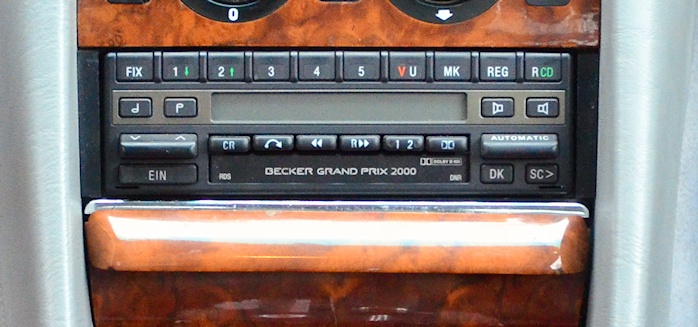 0
FIX 1 2 3 4 5 VU MK REG RCD
P
CR R 1 2 AUTOMATIC
DOLBY B NR
EIN RDS BECKER GRAND PRIX 2000 DNR DK SC>